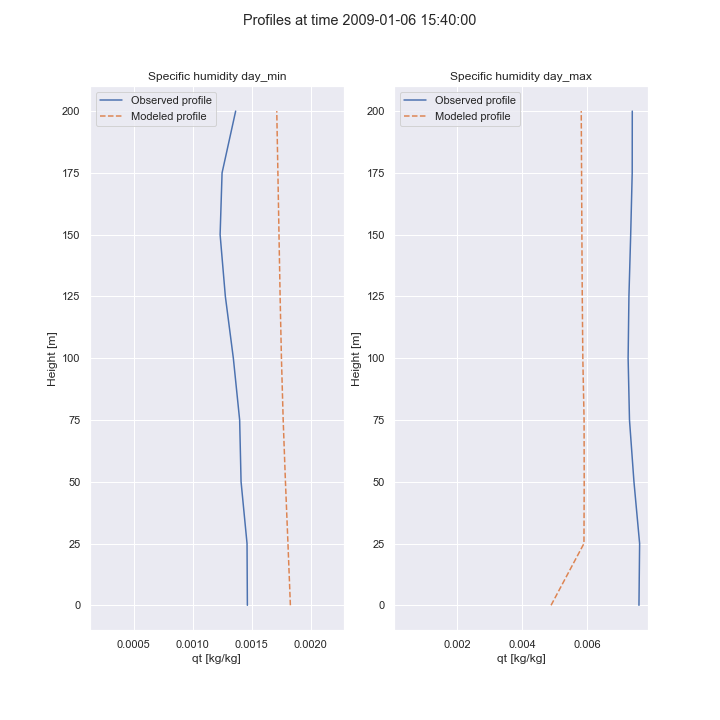 Profiles at time 2009-01-06 15:40:00
Specific humidity day_min
Observed profile
Modeled profile
200
175
150
125
100
75
50
25
0
Height [m]
0.0005 0.0010 0.0015 0.0020
qt [kg/kg]
Specific humidity day_max
Observed profile
Modeled profile
200
175
150
125
100
75
50
25
0
Height [m]
0.002 0.004 0.006
qt [kg/kg]